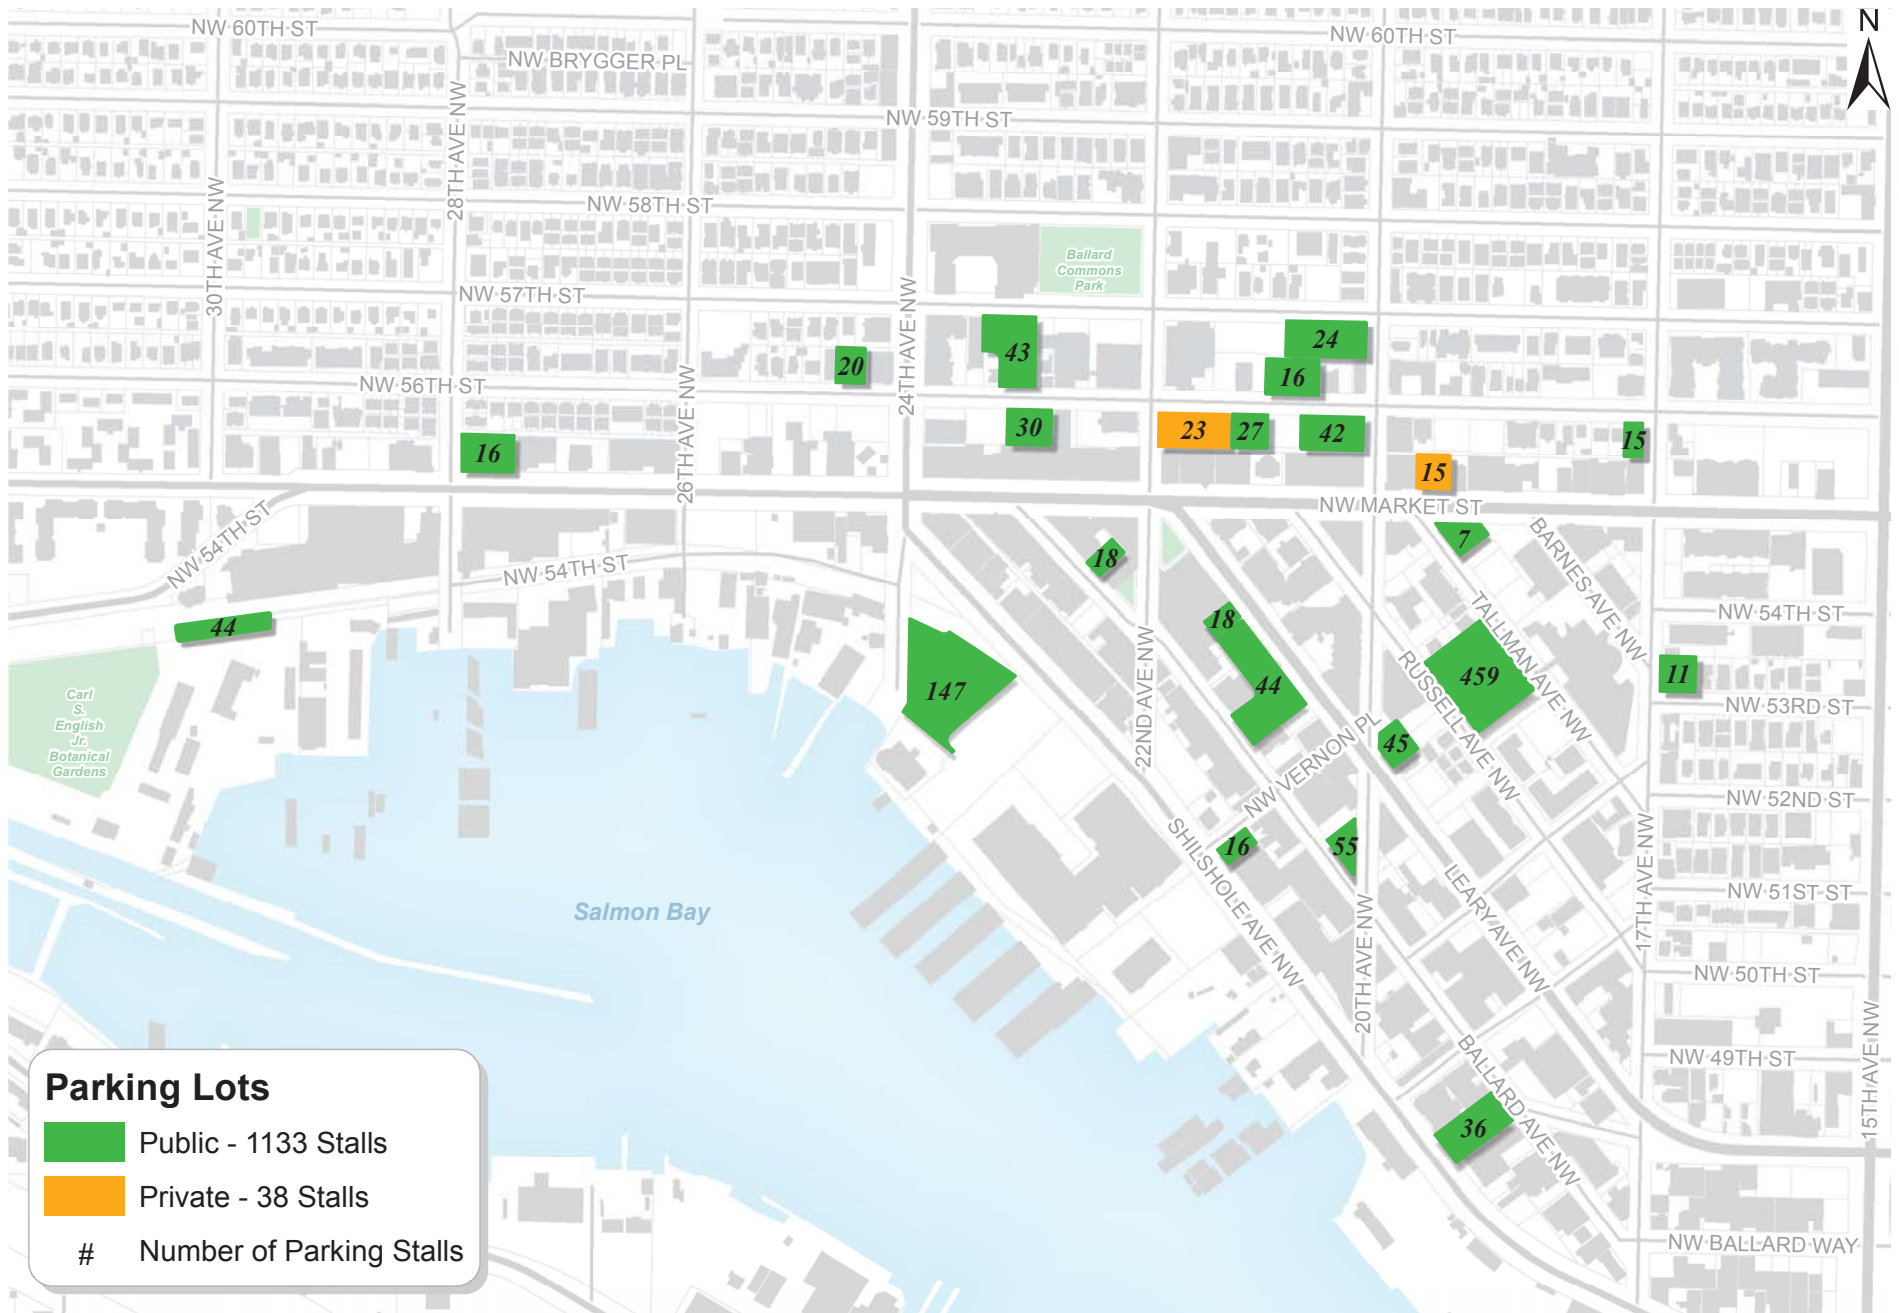 NW 60TH ST
NW 60TH ST
N
NW BRYGGER PL
28TH AVE NW
NW 59TH ST
30TH AVE NW
NW 58TH ST
Ballard
Commons
Park
NW 57TH ST
24TH AVE NW
43
24
20
16
NW 56TH ST
26TH AVE NW
30
23
27
42
15
16
15
NW MARKET ST
NW 54TH ST
NW 54TH ST
18
7
BARNES AVE NW
NW 54TH ST
44
18
TALLMAN AVE NW
22ND AVE NW
RUSSELL AVE NW
147
44
459
11
NW 53RD ST
Carl
S.
English
Jr.
Botanical
Gardens
45
NW VERNON PL
NW 52ND ST
16
55
SHILSHOLE AVE NW
17TH AVE NW
LEARY AVE NW
NW 51ST ST
Salmon Bay
20TH AVE NW
NW 50TH ST
15TH AVE NW
NW 49TH ST
BALLARD AVE NW
36
NW BALLARD WAY
Parking Lots
Public - 1133 Stalls
Private - 38 Stalls
# Number of Parking Stalls